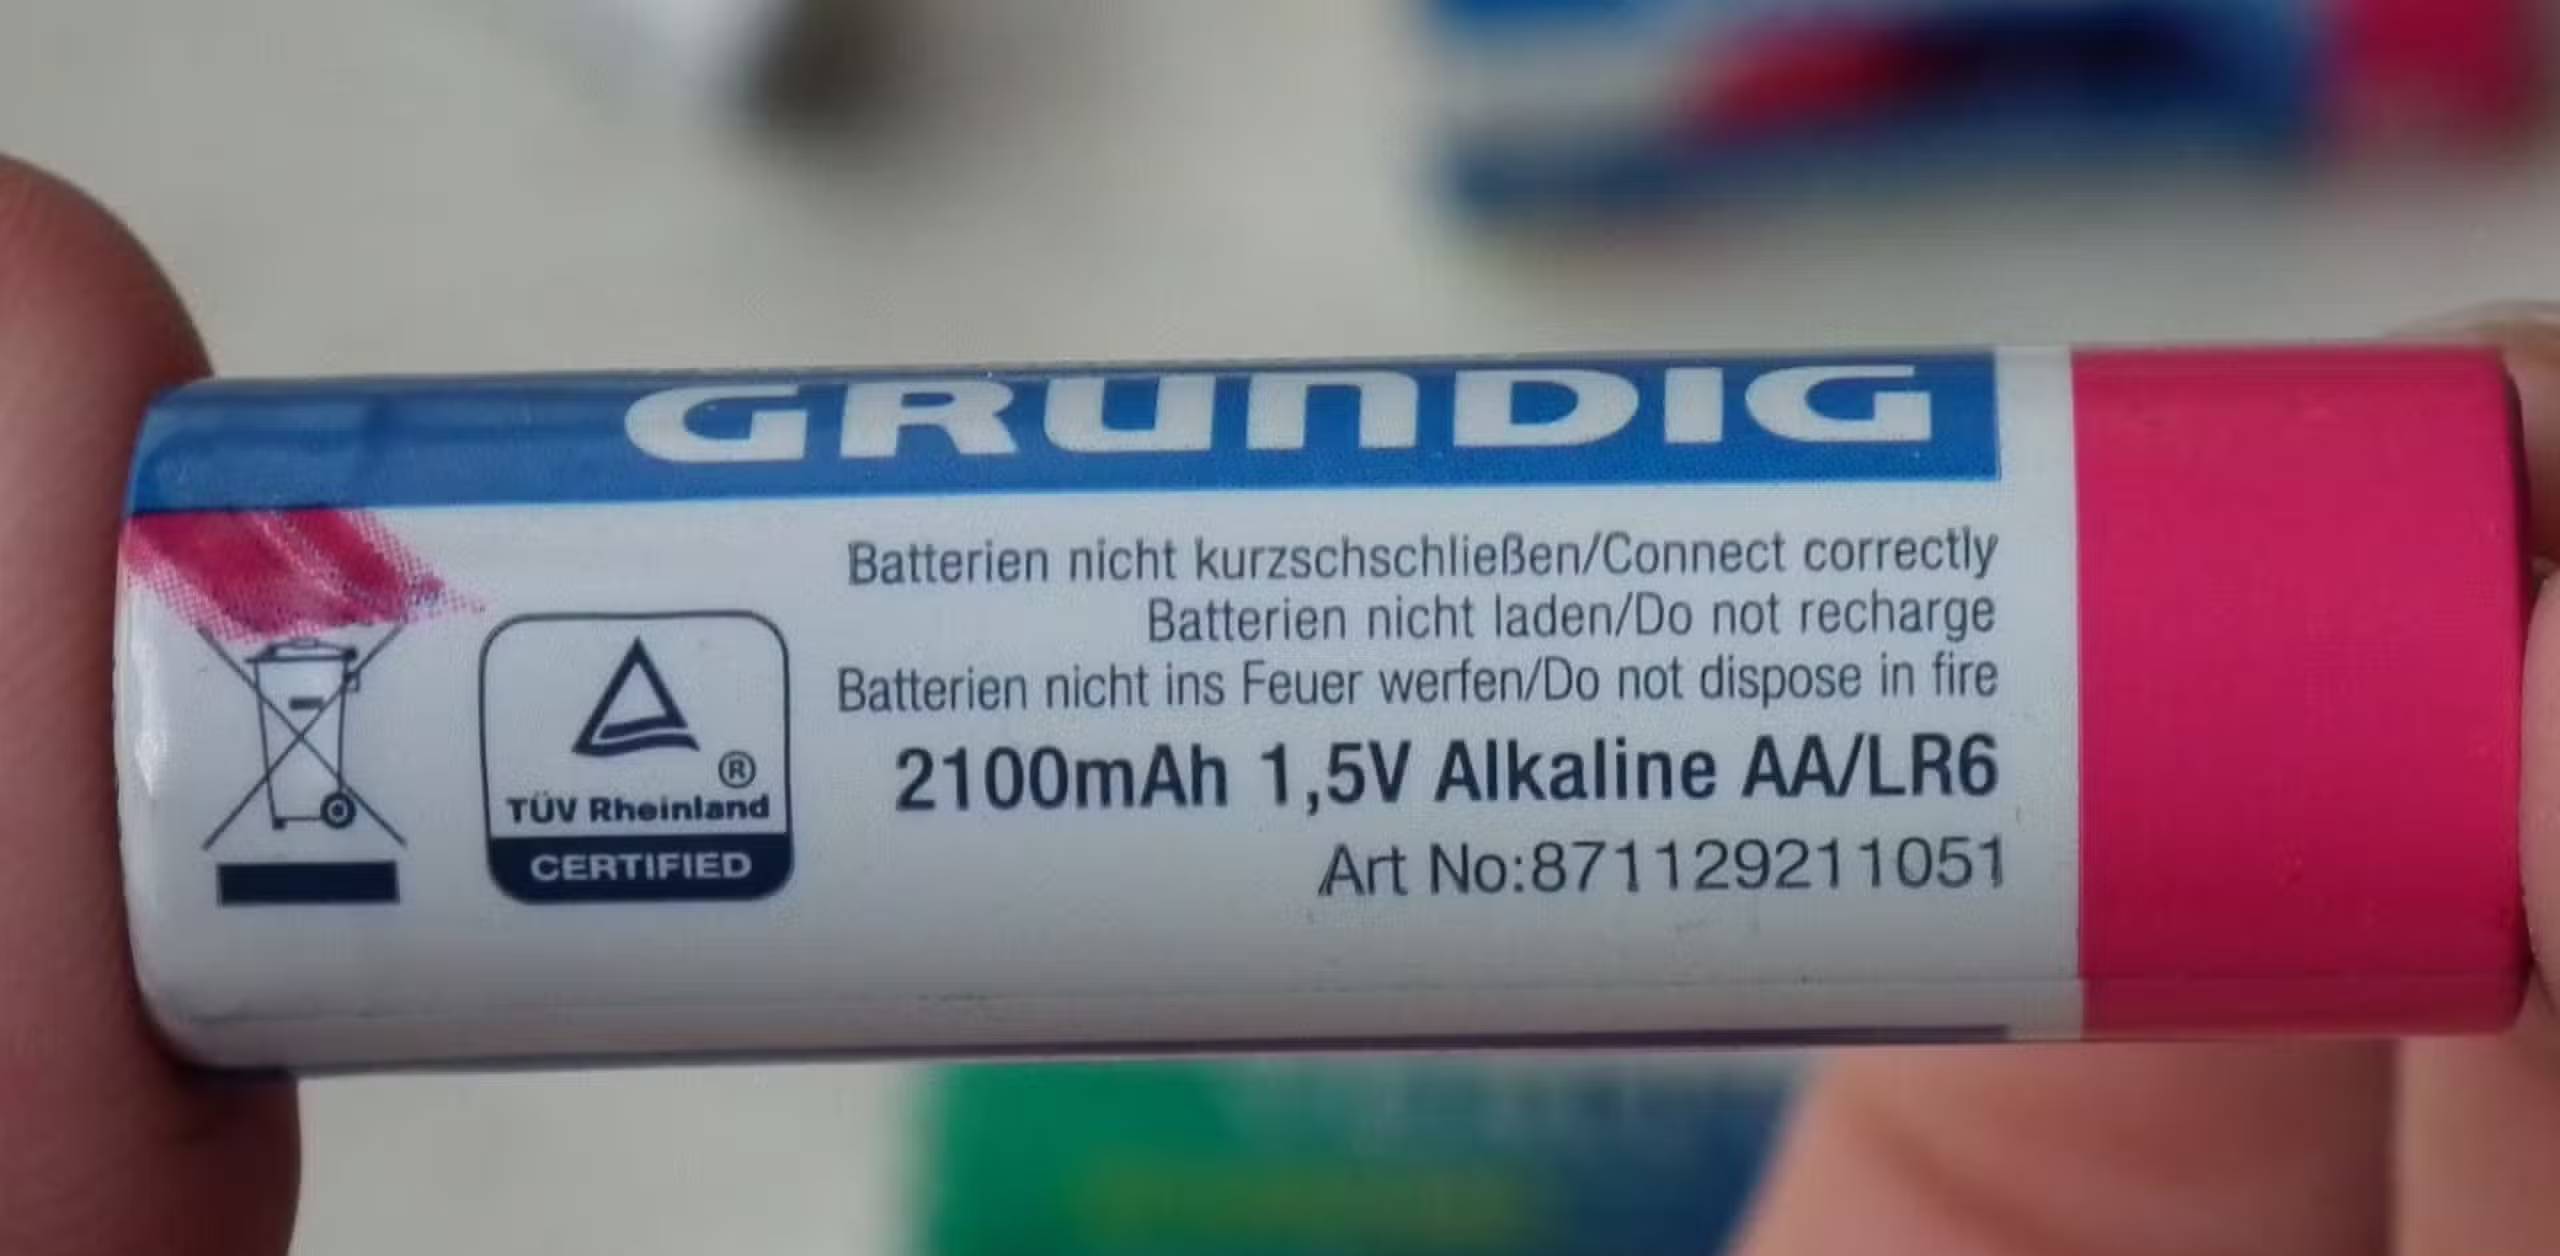 GRUNDIG
Batterien nicht kurzschschließen/Connect correctly
Batterien nicht laden/Do not recharge
Batterien nicht ins Feuer werfen/Do not dispose in fire
2100mAh 1,5V Alkaline AA/LR6
Art No:871129211051
®
TÜV Rheinland
CERTIFIED